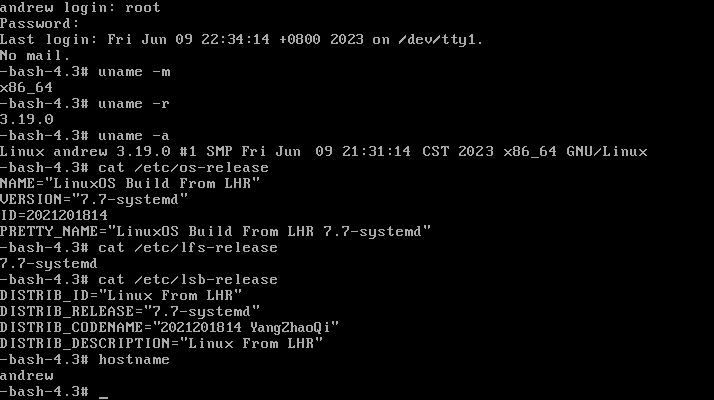 andrew login: root
Password:
Last login: Fri Jun 09 22:34:14 +0800 2023 on /dev/tty1.
No mail.
-bash-4.3# uname -m
x86_64
-bash-4.3# uname -r
3.19.0
-bash-4.3# uname -a
Linux andrew 3.19.0 #1 SMP Fri Jun  09 21:31:14 CST 2023 x86_64 GNU/Linux
-bash-4.3# cat /etc/os-release
NAME="LinuxOS Build From LHR"
VERSION="7.7-systemd"
ID=2021201814
PRETTY_NAME="LinuxOS Build From LHR 7.7-systemd"
-bash-4.3# cat /etc/lfs-release
7.7-systemd
-bash-4.3# cat /etc/lsb-release
DISTRIB_ID="Linux From LHR"
DISTRIB_RELEASE="7.7-systemd"
DISTRIB_CODENAME="2021201814 YangZhaoQi"
DISTRIB_DESCRIPTION="Linux From LHR"
-bash-4.3# hostname
andrew
-bash-4.3# _